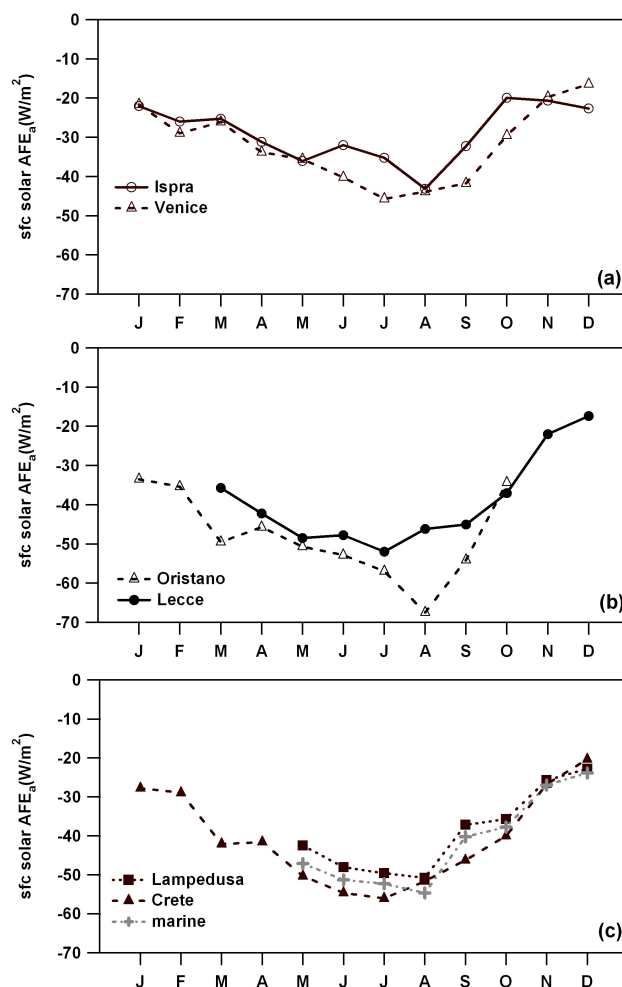 0
-10
-20
-30
-40
-50
-60
-70
sfc solar AFEa(W/m²)
Ispra
Venice
(a)
J F M A M J J A S O N D
0
-10
-20
-30
-40
-50
-60
-70
sfc solar AFEa(W/m²)
Oristano
Lecce
(b)
J F M A M J J A S O N D
0
-10
-20
-30
-40
-50
-60
-70
sfc solar AFEa(W/m²)
Lampedusa
Crete
marine
(c)
J F M A M J J A S O N D